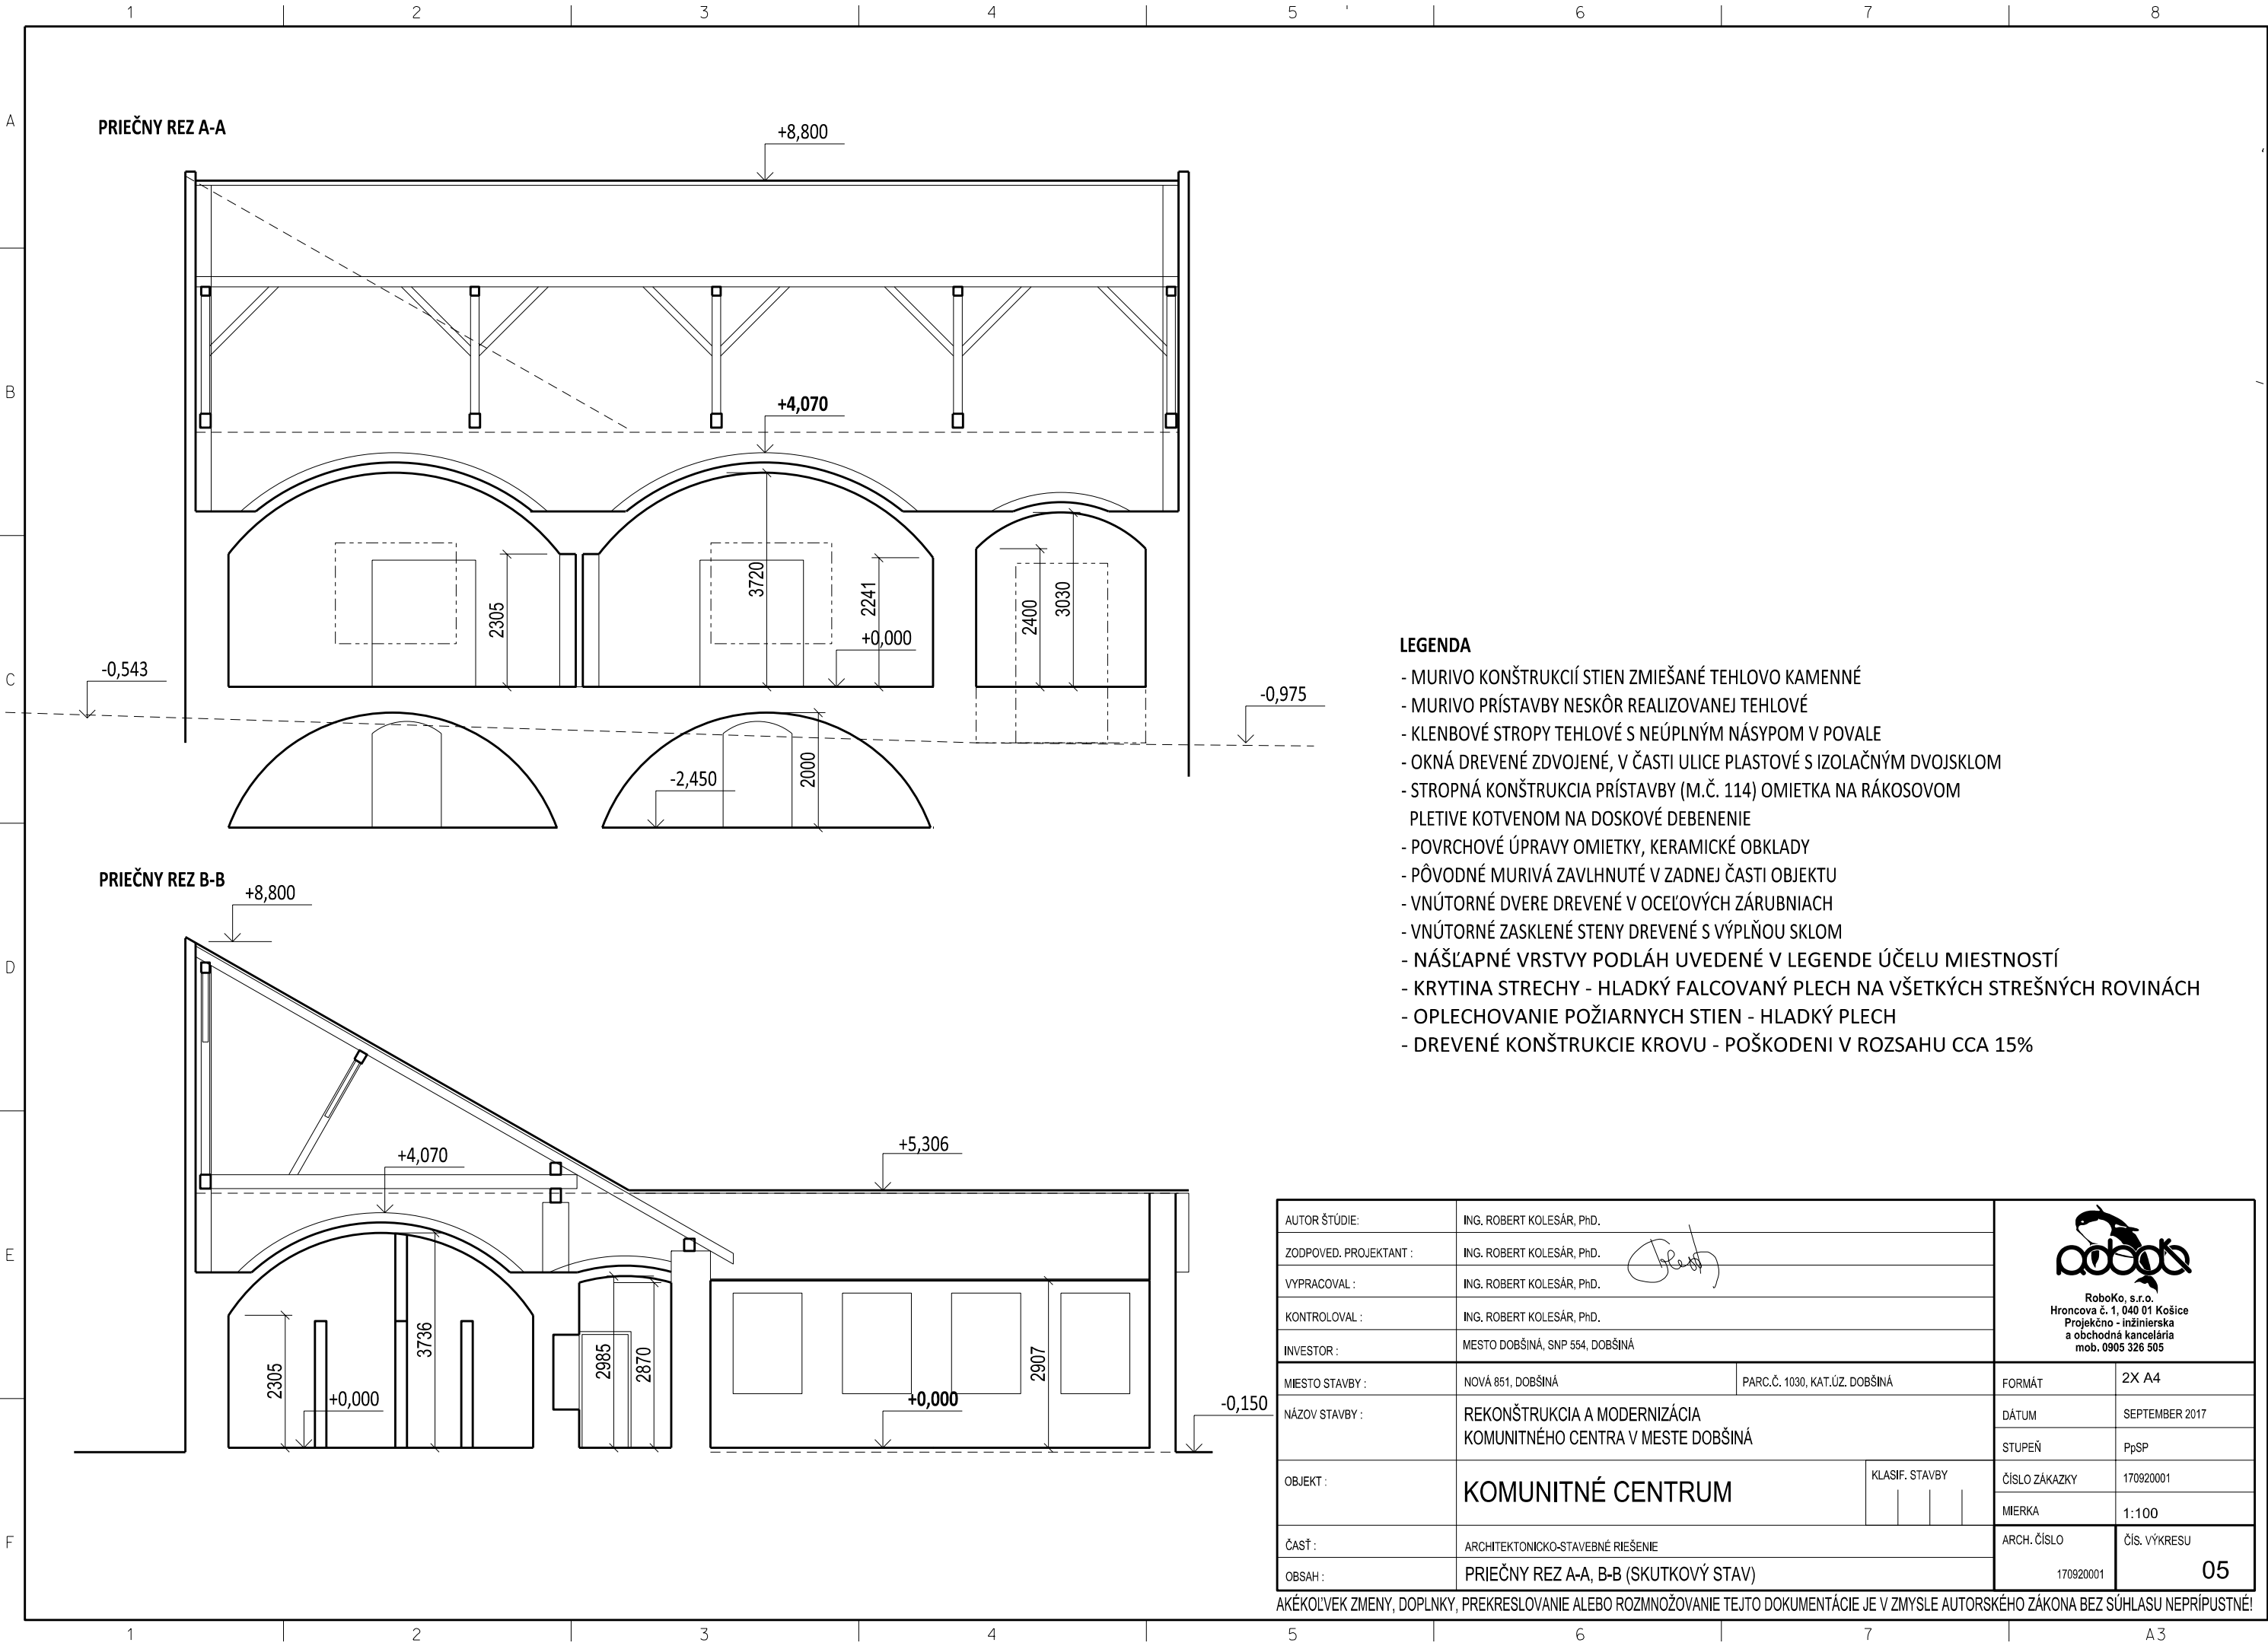 1 2 3 4 5 6 7 8
A
B
C
D
E
F
PRIEČNY REZ A-A
+8,800
+4,070
2305
3720
2241
+0,000
2400
3030
-0,543
-0,975
-2,450
2000
PRIEČNY REZ B-B
+8,800
+4,070
+5,306
2305
+0,000
3736
2985
2870
2907
+0,000
-0,150
LEGENDA
- MURIVO KONŠTRUKCIÍ STIEN ZMIEŠANÉ TEHLOVO KAMENNÉ
- MURIVO PRÍSTAVBY NESKÔR REALIZOVANEJ TEHLOVÉ
- KLENBOVÉ STROPY TEHLOVÉ S NEÚPLNÝM NÁSYPOM V POVALE
- OKNÁ DREVENÉ ZDVOJENÉ, V ČASTI ULICE PLASTOVÉ S IZOLAČNÝM DVOJSKLOM
- STROPNÁ KONŠTRUKCIA PRÍSTAVBY (M.Č. 114) OMIETKA NA RÁKOSOVOM
PLETIVE KOTVENOM NA DOSKOVÉ DEBENENIE
- POVRCHOVÉ ÚPRAVY OMIETKY, KERAMICKÉ OBKLADY
- PÔVODNÉ MURIVÁ ZAVLHNUTÉ V ZADNEJ ČASTI OBJEKTU
- VNÚTORNÉ DVERE DREVENÉ V OCEĽOVÝCH ZÁRUBNIACH
- VNÚTORNÉ ZASKLENÉ STENY DREVENÉ S VÝPLŇOU SKLOM
- NÁŠĽAPNÉ VRSTVY PODLÁH UVEDENÉ V LEGENDE ÚČELU MIESTNOSTÍ
- KRYTINA STRECHY - HLADKÝ FALCOVANÝ PLECH NA VŠETKÝCH STREŠNÝCH ROVINÁCH
- OPLECHOVANIE POŽIARNYCH STIEN - HLADKÝ PLECH
- DREVENÉ KONŠTRUKCIE KROVU - POŠKODENI V ROZSAHU CCA 15%
AUTOR ŠTÚDIE: ING. ROBERT KOLESÁR, PhD.
ZODPOVED. PROJEKTANT : ING. ROBERT KOLESÁR, PhD.
VYPRACOVAL : ING. ROBERT KOLESÁR, PhD.
KONTROLOVAL : ING. ROBERT KOLESÁR, PhD.
INVESTOR : MESTO DOBŠINÁ, SNP 554, DOBŠINÁ
RoboKo, s.r.o.
Hroncova č. 1, 040 01 Košice
Projekčno - inžinierska
a obchodná kancelária
mob. 0905 326 505
MIESTO STAVBY : NOVÁ 851, DOBŠINÁ PARC.Č. 1030, KAT.ÚZ. DOBŠINÁ
NÁZOV STAVBY : REKONŠTRUKCIA A MODERNIZÁCIA
KOMUNITNÉHO CENTRA V MESTE DOBŠINÁ
OBJEKT : KOMUNITNÉ CENTRUM KLASIF. STAVBY
ČASŤ : ARCHITEKTONICKO-STAVEBNÉ RIEŠENIE
OBSAH : PRIEČNY REZ A-A, B-B (SKUTKOVÝ STAV)
FORMÁT 2X A4
DÁTUM SEPTEMBER 2017
STUPEŇ PpSP
ČÍSLO ZÁKAZKY 170920001
MIERKA 1:100
ARCH. ČÍSLO ČÍS. VÝKRESU
170920001 05
AKÉKOĽVEK ZMENY, DOPLNKY, PREKRESLOVANIE ALEBO ROZMNOŽOVANIE TEJTO DOKUMENTÁCIE JE V ZMYSLE AUTORSKÉHO ZÁKONA BEZ SÚHLASU NEPRÍPUSTNÉ!
1 2 3 4 5 6 7 A3